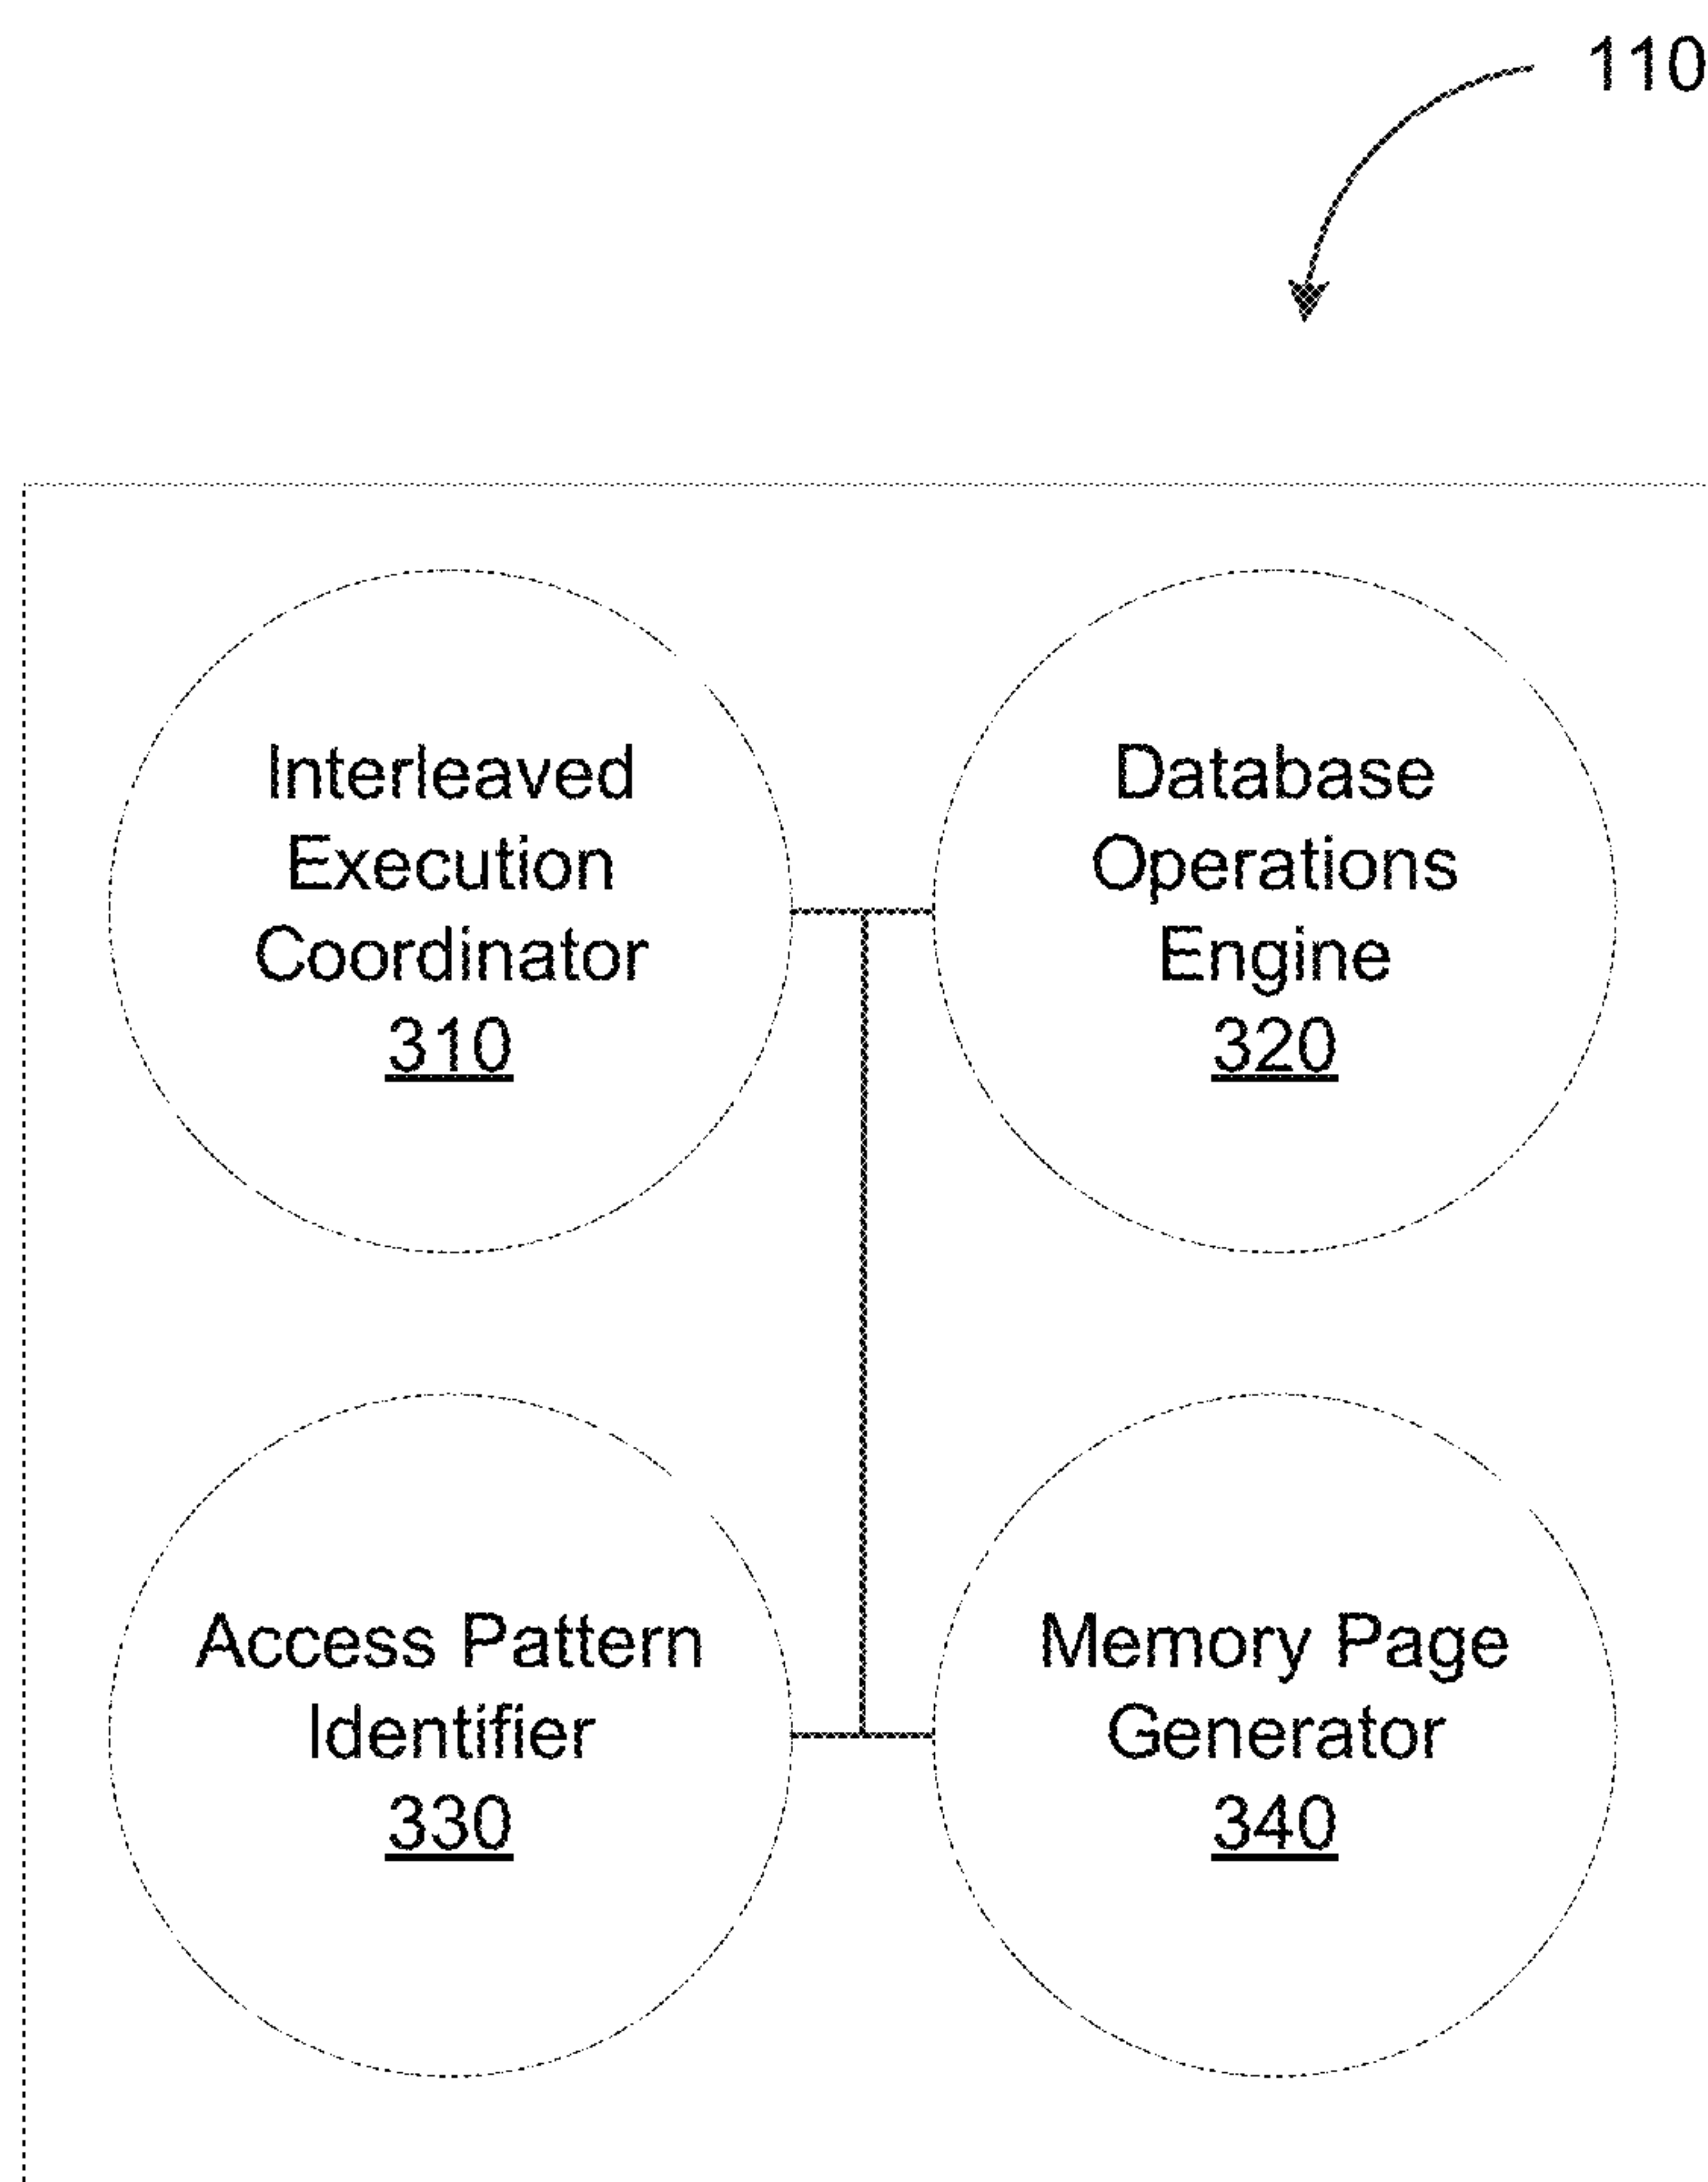 110
Interleaved
Execution
Coordinator
310
Database
Operations
Engine
320
Access Pattern
Identifier
330
Memory Page
Generator
340